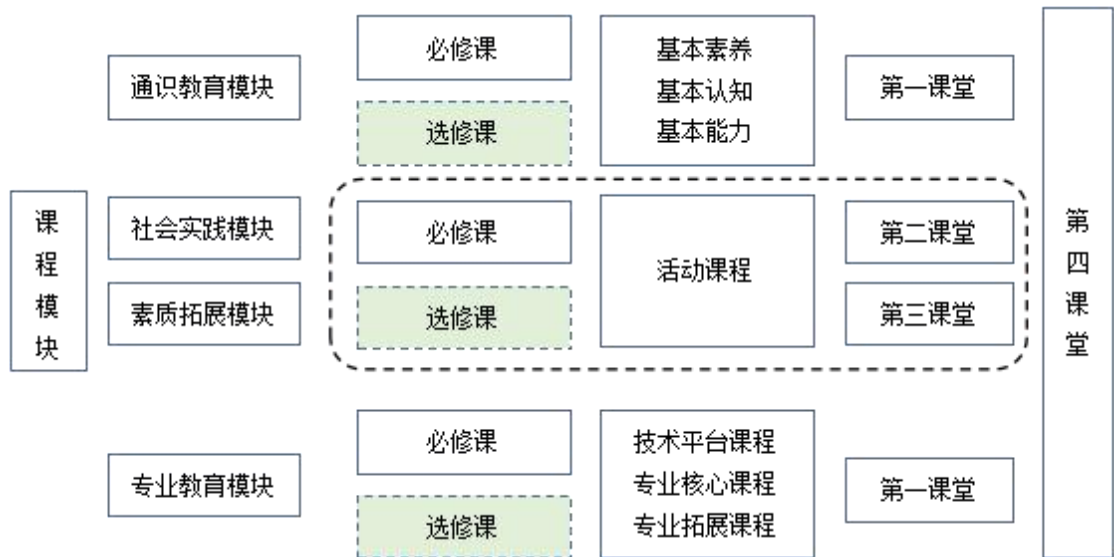 课程模块
通识教育模块
必修课
选修课
基本素养
基本认知
基本能力
第一课堂
社会实践模块
素质拓展模块
必修课
选修课
活动课程
第二课堂
第三课堂
专业教育模块
必修课
选修课
技术平台课程
专业核心课程
专业拓展课程
第一课堂
第四课堂